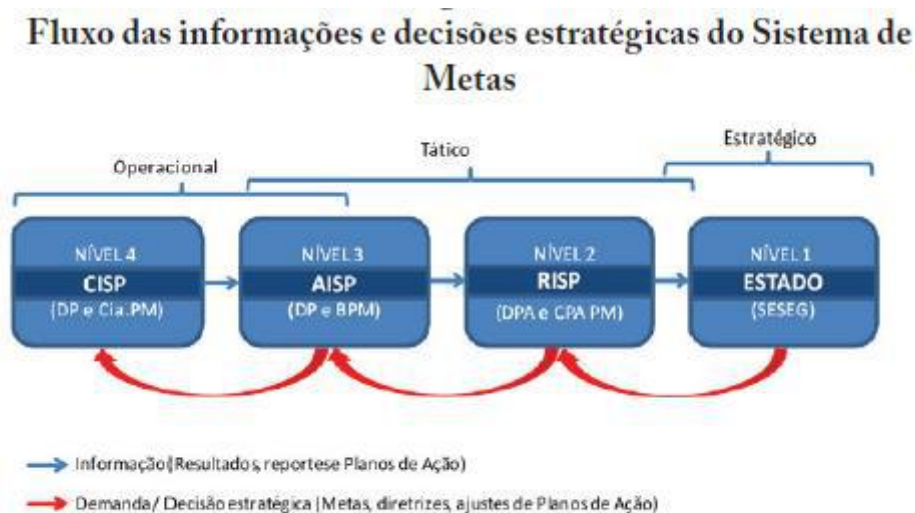 Fluxo das informações e decisões estratégicas do Sistema de
Metas
Operacional
Tático
Estratégico
NÍVEL 4
CISP
(DP e Cia.PM)
NÍVEL 3
AISP
(DP e BPM)
NÍVEL 2
RISP
(DPA e CPA PM)
NÍVEL 1
ESTADO
(SESEG)
Informação(Resultados, reportese Planos de Ação)
Demanda/ Decisão estratégica (Metas, diretrizes, ajustes de Planos de Ação)